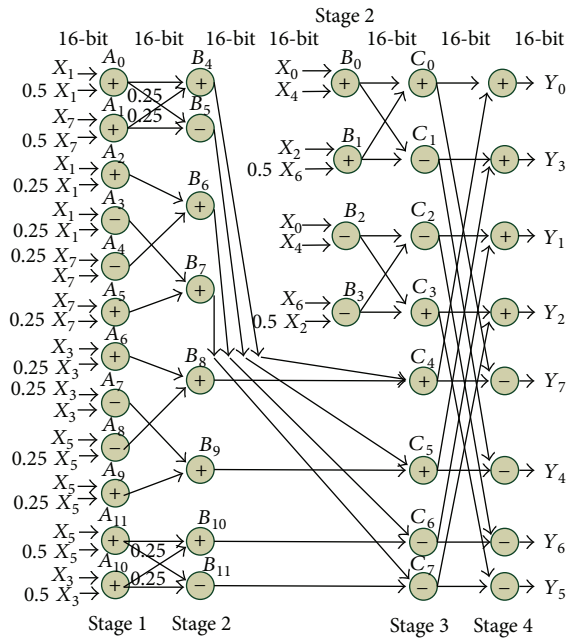 Stage 2
16-bit 16-bit 16-bit 16-bit 16-bit 16-bit 16-bit
X1 A0 B4 X0 B0 C0
+ + + + + Y0
0.5 X1 0.25 X4
X7 A1 0.25 B5 X2 B1 C1
+ − + − + Y3
0.5 X7 0.5 X6
X1 A2 B6 X0 B2 C2
+ + − − + Y1
0.25 X1 X4
X1 A3 B7 X6 B3 C3
− + − + + Y2
0.25 X1 0.5 X2
X7 A4
−
0.25 X7
X7 A5
+
0.25 X7
X3 A6 B8 C4
+ + + − Y7
0.25 X3
X3 A7
−
0.25 X3
X5 A8 B9 C5
− + + − Y4
0.25 X5
X5 A9
+
0.25 X5
X5 A11 B10 C6
+ + − − Y6
0.5 X5 0.25
X3 A10 0.25 B11 C7
+ − − − Y5
0.5 X3
Stage 1 Stage 2 Stage 3 Stage 4